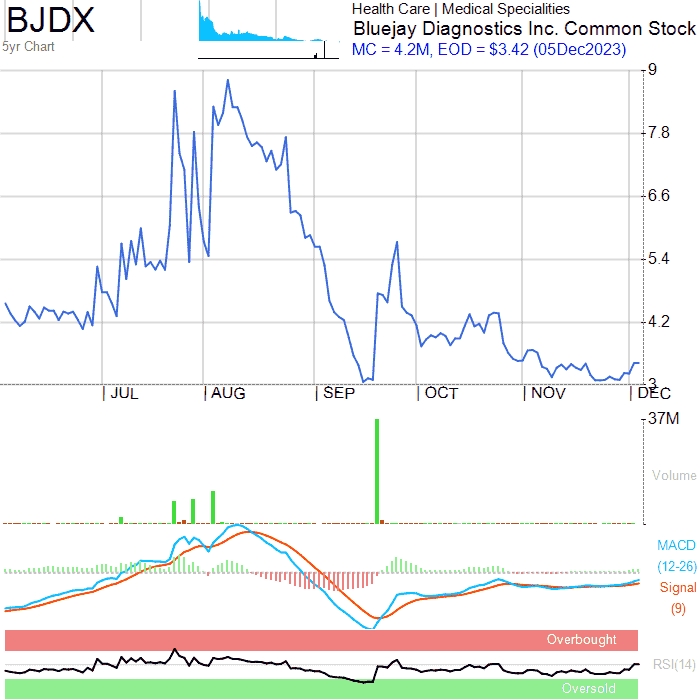 BJDX
5yr Chart
Health Care | Medical Specialities
Bluejay Diagnostics Inc. Common Stock
MC = 4.2M, EOD = $3.42 (05Dec2023)
9
7.8
6.6
5.4
4.2
3
JUL AUG SEP OCT NOV DEC
37M
Volume
MACD
(12-26)
Signal
(9)
Overbought
RSI(14)
Oversold